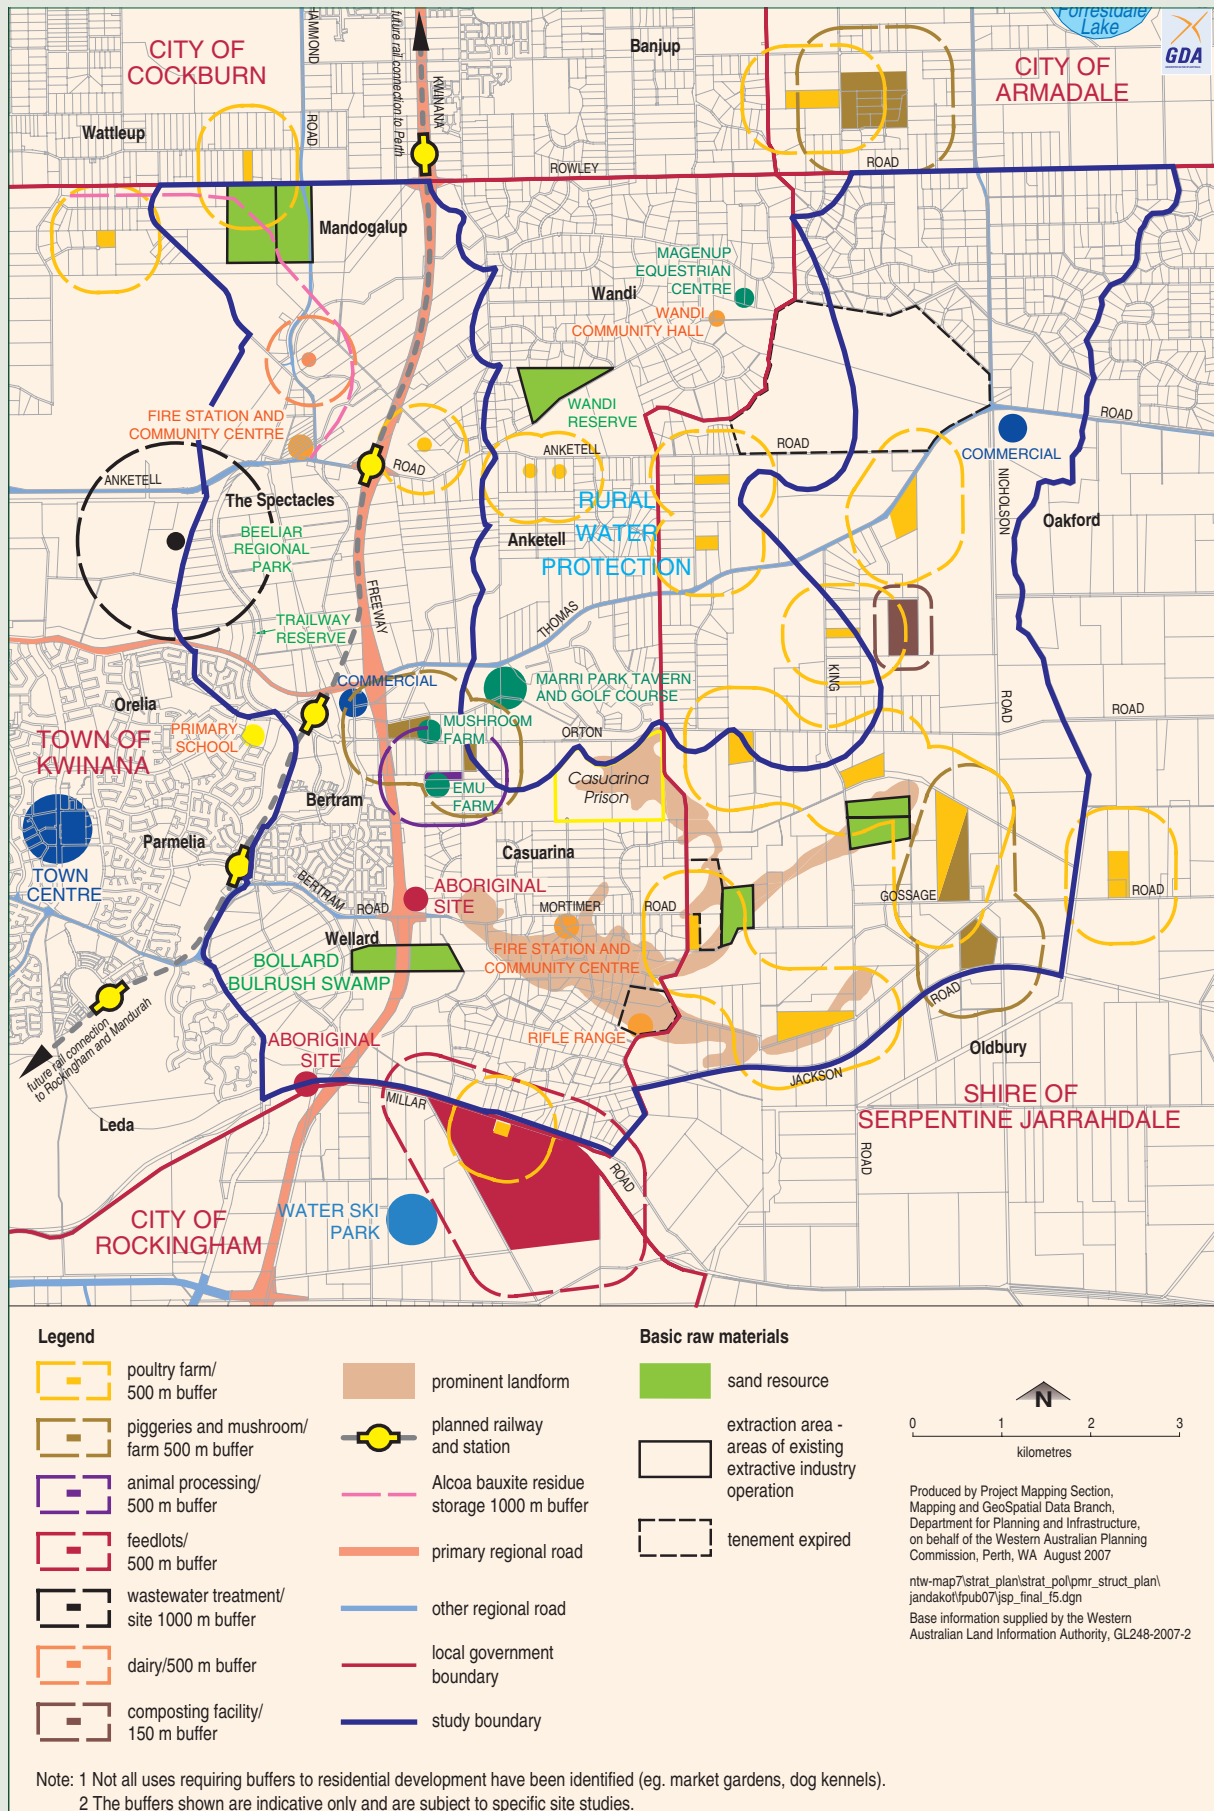 Forrestdale
Lake
GDA
CITY OF
COCKBURN
HAMMOND
ROAD
future rail connection to Perth
KWINANA
Banjup
CITY OF
ARMADALE
Wattleup
ROWLEY
ROAD
Mandogalup
MAGENUP
EQUESTRIAN
CENTRE
Wandi
WANDI
COMMUNITY HALL
WANDI
RESERVE
FIRE STATION AND
COMMUNITY CENTRE
ROAD
ROAD
COMMERCIAL
ANKETELL
ROAD
ANKETELL
NICHOLSON
The Spectacles
RURAL
WATER
PROTECTION
Oakford
BEELIAR
REGIONAL
PARK
Anketell
FREEWAY
THOMAS
TRAILWAY
RESERVE
KING
COMMERCIAL
MARRI PARK TAVERN
AND GOLF COURSE
Orelia
ROAD
ROAD
PRIMARY
SCHOOL
MUSHROOM
FARM
ORTON
TOWN OF
KWINANA
Casuarina
Prison
EMU
FARM
Bertram
Parmelia
Casuarina
TOWN
CENTRE
BERTRAM
ROAD
ABORIGINAL
SITE
MORTIMER
ROAD
GOSSAGE
ROAD
Wellard
FIRE STATION AND
COMMUNITY CENTRE
BOLLARD
BULRUSH SWAMP
ROAD
future rail connection
to Rockingham and Mandurah
ABORIGINAL
SITE
RIFLE RANGE
Oldbury
JACKSON
MILLAR
SHIRE OF
SERPENTINE JARRAHDALE
Leda
ROAD
ROAD
CITY OF
ROCKINGHAM
WATER SKI
PARK
Legend
poultry farm/
500 m buffer
piggeries and mushroom/
farm 500 m buffer
animal processing/
500 m buffer
feedlots/
500 m buffer
wastewater treatment/
site 1000 m buffer
dairy/500 m buffer
composting facility/
150 m buffer
prominent landform
planned railway
and station
Alcoa bauxite residue
storage 1000 m buffer
primary regional road
other regional road
local government
boundary
study boundary
Basic raw materials
sand resource
extraction area -
areas of existing
extractive industry
operation
tenement expired
N
0 1 2 3
kilometres
Produced by Project Mapping Section,
Mapping and GeoSpatial Data Branch,
Department for Planning and Infrastructure,
on behalf of the Western Australian Planning
Commission, Perth, WA August 2007
ntw-map7\strat_plan\strat_pol\pmr_struct_plan\
jandakot\fpub07\jsp_final_f5.dgn
Base information supplied by the Western
Australian Land Information Authority, GL248-2007-2
Note: 1 Not all uses requiring buffers to residential development have been identified (eg. market gardens, dog kennels).
2 The buffers shown are indicative only and are subject to specific site studies.